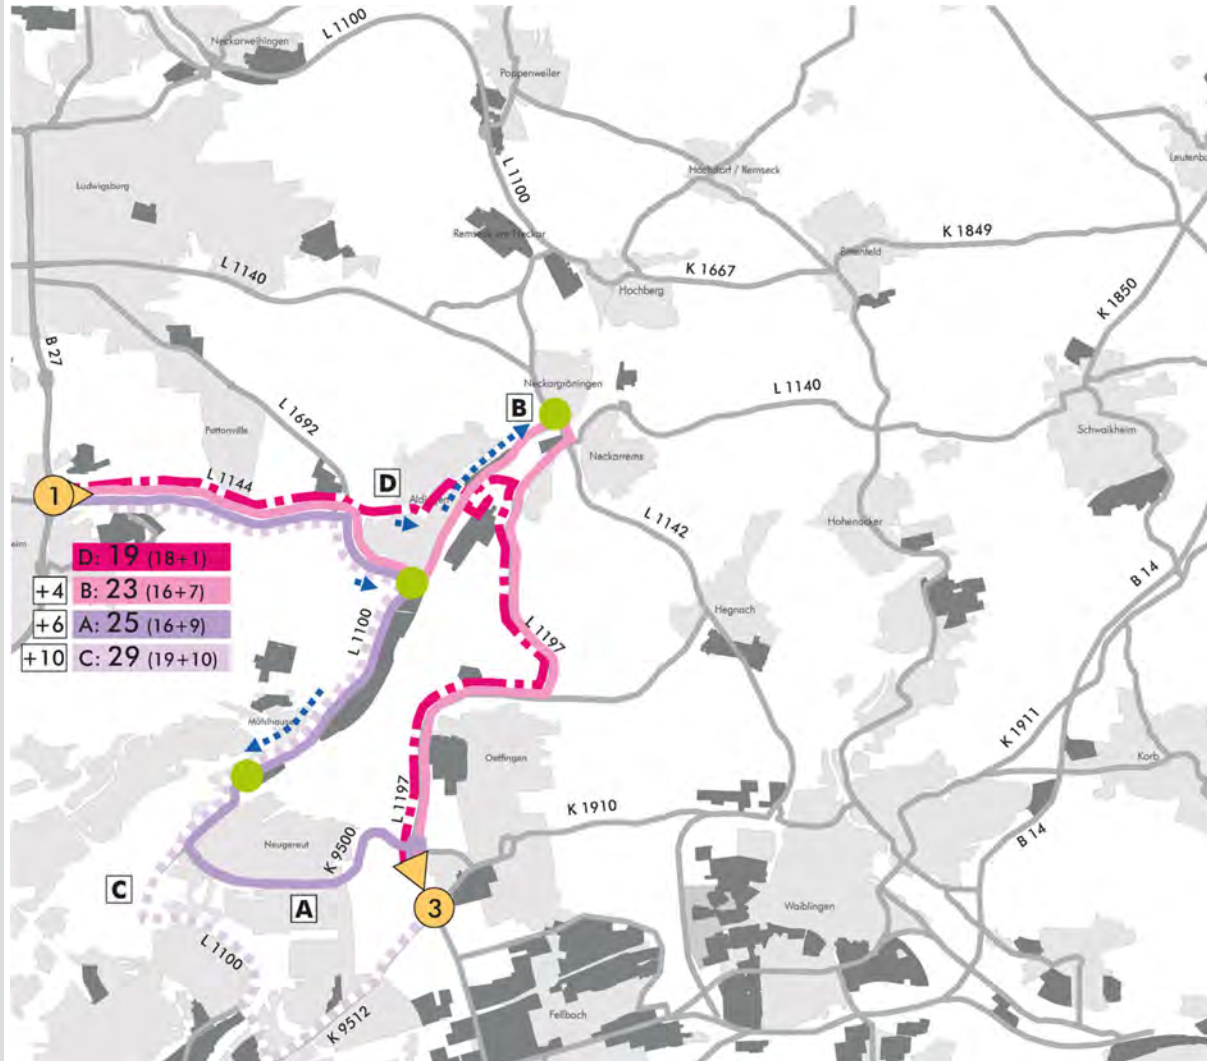 L 1100
Neckarweihingen
Poppenweiler
L 1100
Hochdorf / Remseck
Ludwigsburg
Remseck am Neckar
K 1849
Bittenfeld
L 1140
K 1667
Hochberg
K 1850
B 27
Neckargröningen
L 1140
B
L 1692
Pattonville
Schwaikheim
Neckarrems
L 1144
D
1
L 1142
Hohenacker
B 14
D: 19 (18+1)
+4 B: 23 (16+7)
+6 A: 25 (16+9)
+10 C: 29 (19+10)
L 1100
L 1197
Hegnach
Mühlhausen
K 1911
Korb
Oeffingen
L 1197
K 1910
B 14
Neugereut
K 9500
C
A
3
Waiblingen
L 1100
K 9512
Fellbach